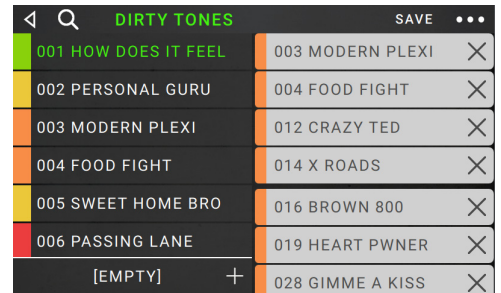 DIRTY TONES SAVE
001 HOW DOES IT FEEL
002 PERSONAL GURU
003 MODERN PLEXI
004 FOOD FIGHT
005 SWEET HOME BRO
006 PASSING LANE
[EMPTY] +
003 MODERN PLEXI
004 FOOD FIGHT
012 CRAZY TED
014 X ROADS
016 BROWN 800
019 HEART PWNER
028 GIMME A KISS